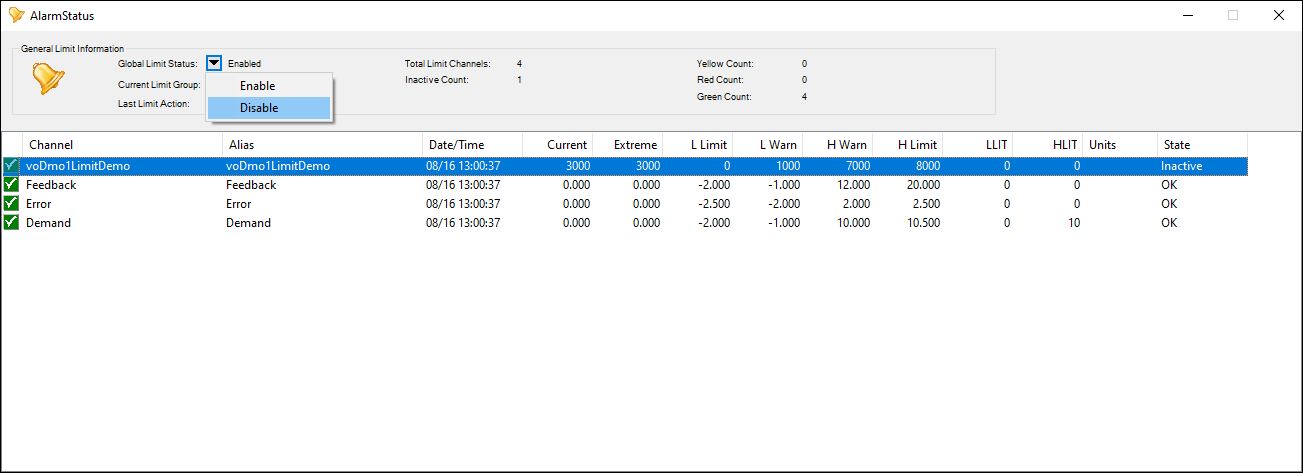 AlarmStatus
General Limit Information
Global Limit Status: Enabled Total Limit Channels: 4 Yellow Count: 0
Current Limit Group: Enable Inactive Count: 1 Red Count: 0
Last Limit Action: Disable Green Count: 4
Channel Alias Date/Time Current Extreme L Limit L Warn H Warn H Limit LLIT HLIT Units State
voDmo1LimitDemo voDmo1LimitDemo 08/16 13:00:37 3000 3000 0 1000 7000 8000 0 0 Inactive
Feedback Feedback 08/16 13:00:37 0.000 0.000 -2.000 -1.000 12.000 20.000 0 0 OK
Error Error 08/16 13:00:37 0.000 0.000 -2.500 -2.000 2.000 2.500 0 0 OK
Demand Demand 08/16 13:00:37 0.000 0.000 -2.000 -1.000 10.000 10.500 0 10 OK